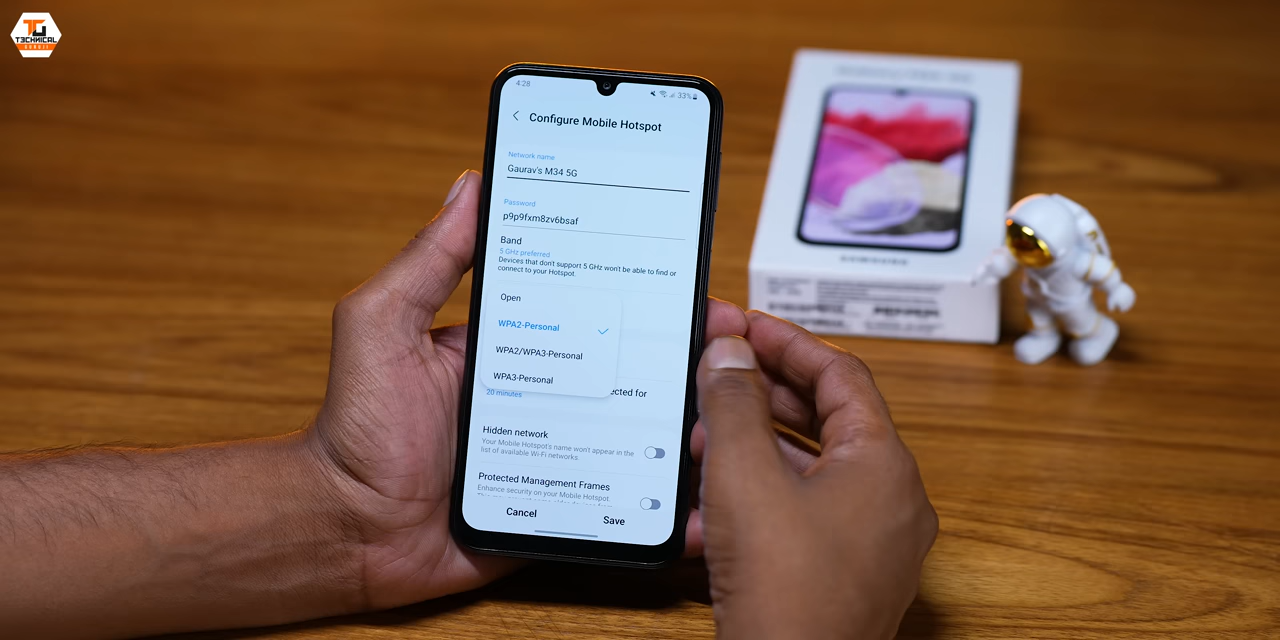 TG
TECHNICAL
GURUJI
4:28
33%
Configure Mobile Hotspot
Network name
Gaurav's M34 5G
Password
p9p9fxm8zv6bsaf
Band
5 GHz preferred
Devices that don't support 5 GHz won't be able to find or
connect to your Hotspot.
Open
WPA2-Personal
WPA2/WPA3-Personal
WPA3-Personal
ected for
20 minutes
Hidden network
Your Mobile Hotspot's name won't appear in the
list of available Wi-Fi networks.
Protected Management Frames
Enhance security on your Mobile Hotspot.
Cancel
Save
SAMSUNG